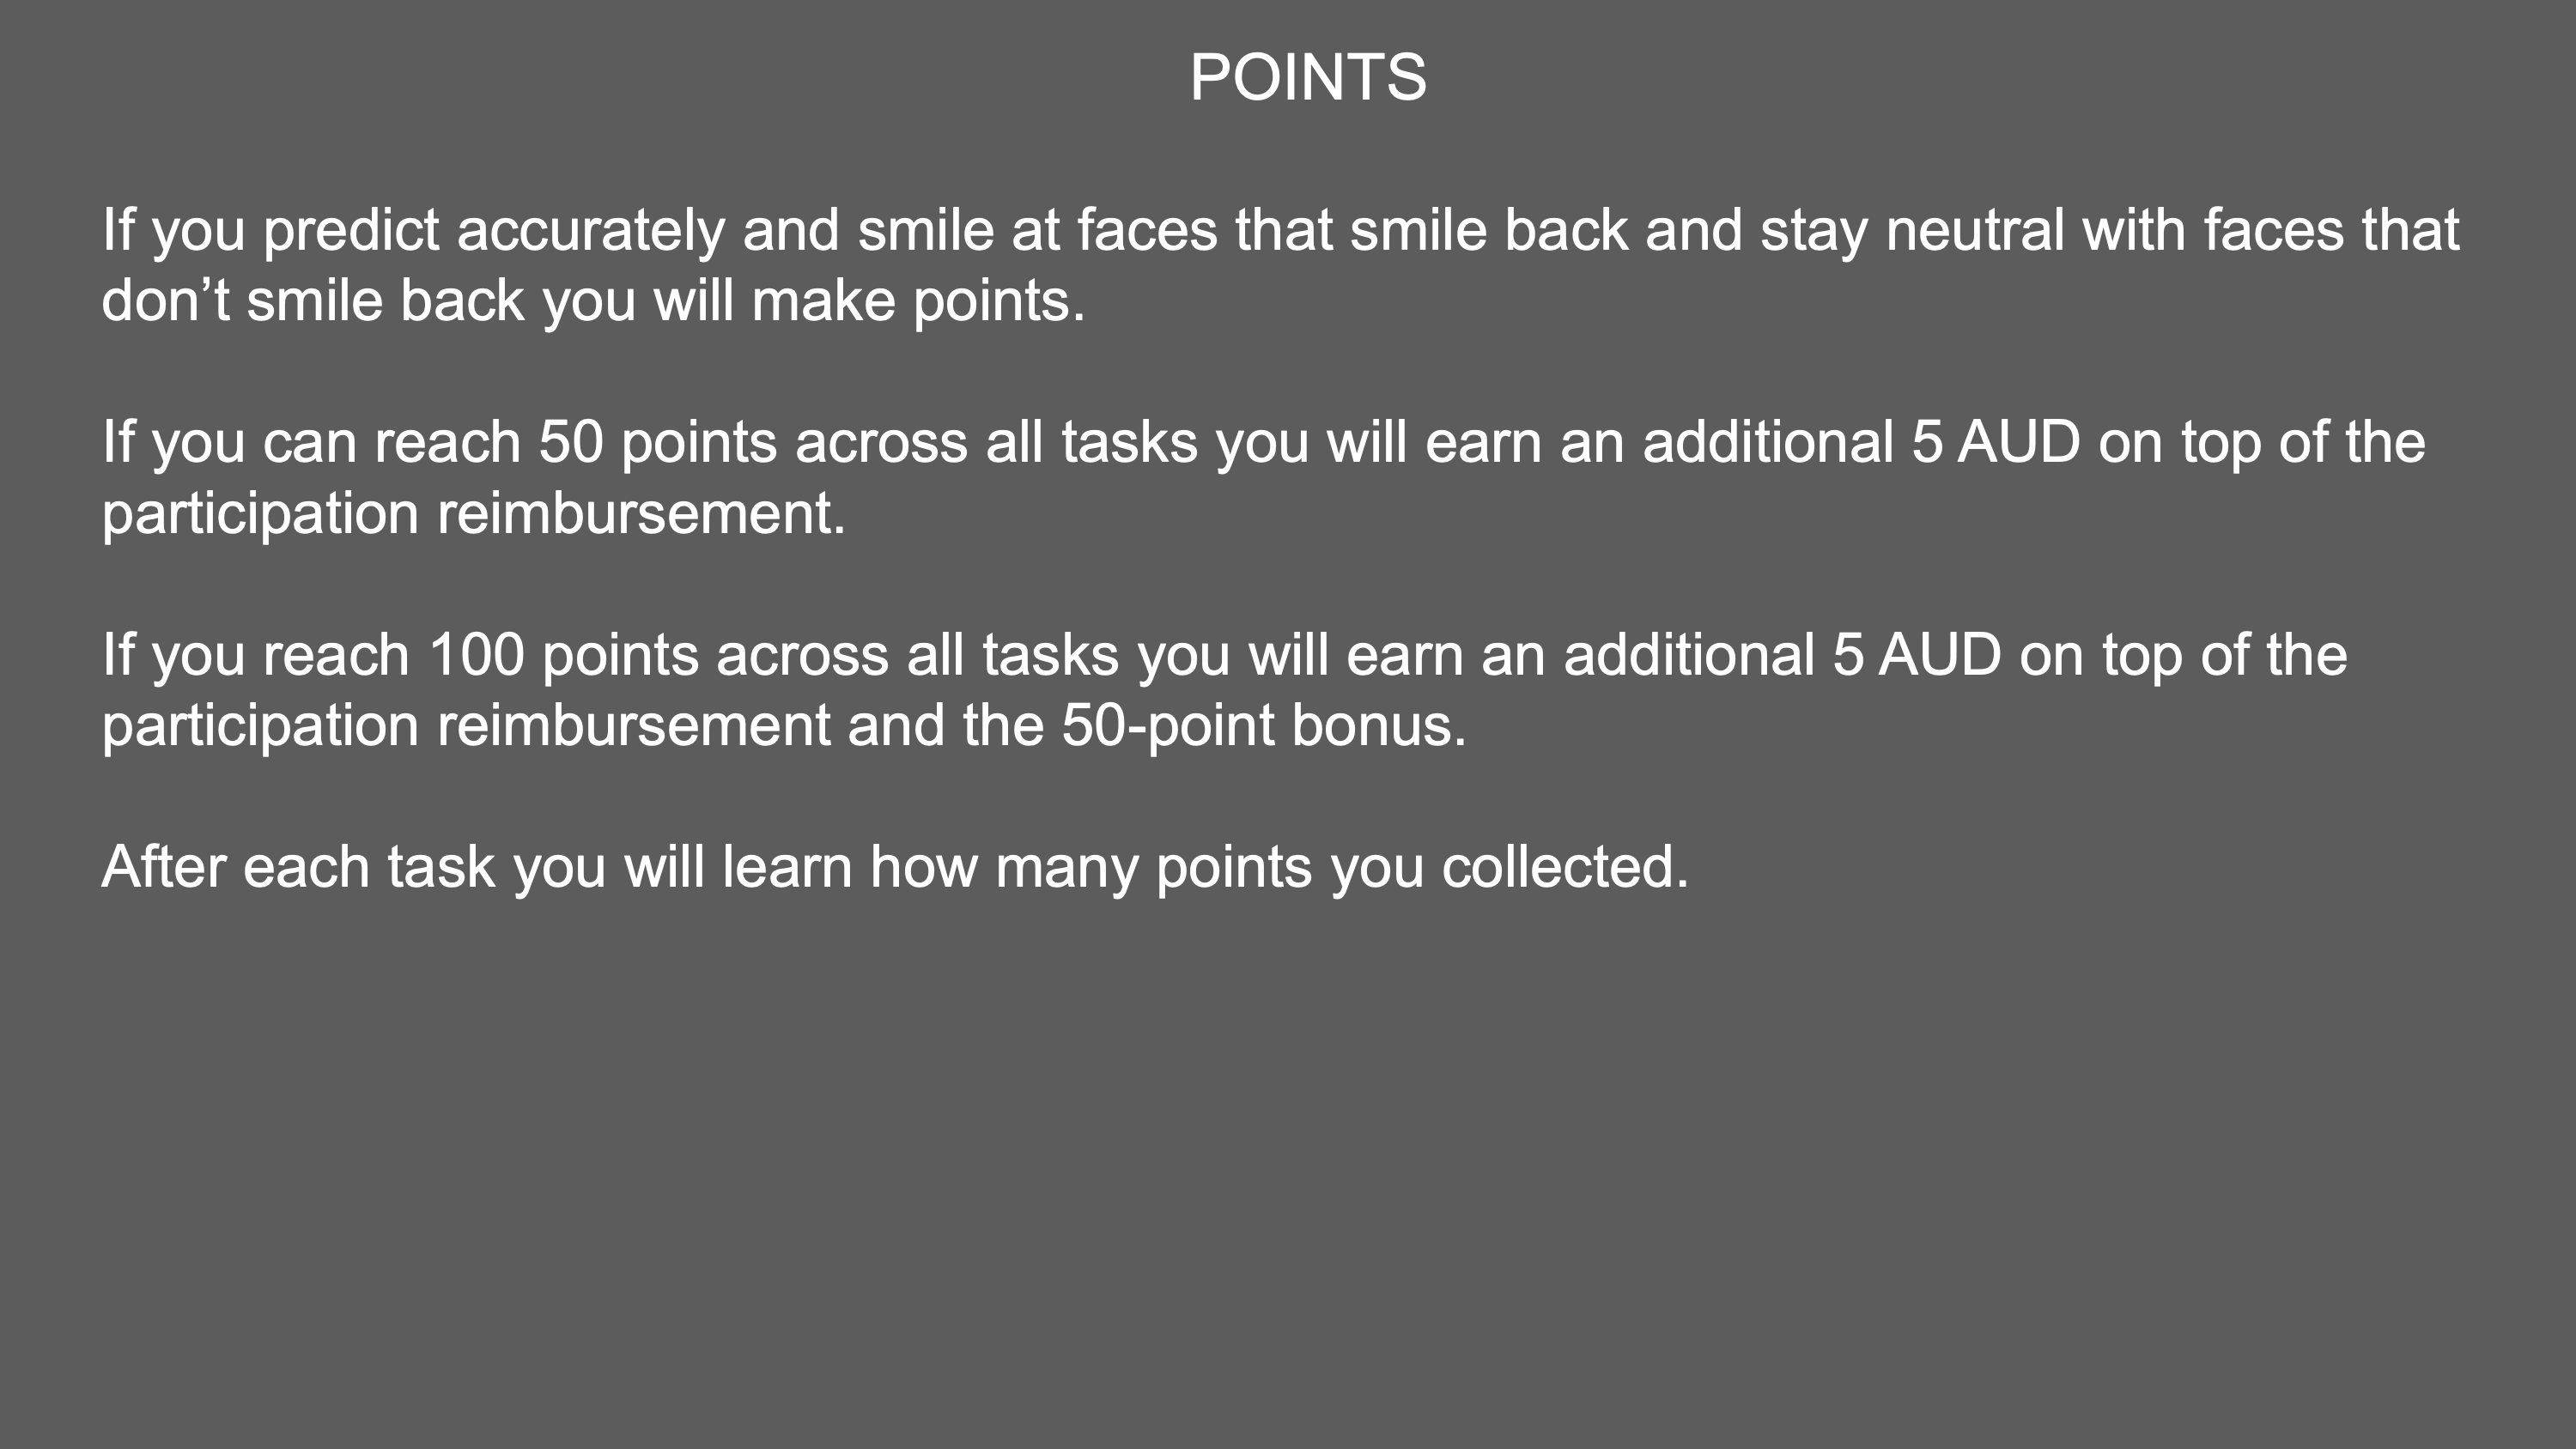 POINTS
If you predict accurately and smile at faces that smile back and stay neutral with faces that
don’t smile back you will make points.
If you can reach 50 points across all tasks you will earn an additional 5 AUD on top of the
participation reimbursement.
If you reach 100 points across all tasks you will earn an additional 5 AUD on top of the
participation reimbursement and the 50-point bonus.
After each task you will learn how many points you collected.